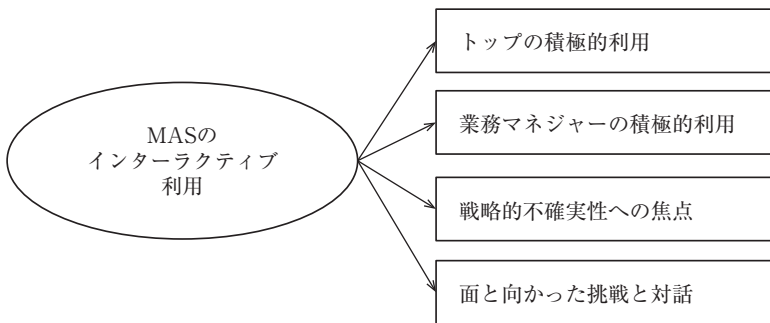 MASの
インターラクティブ
利用
トップの積極的利用
業務マネジャーの積極的利用
戦略的不確実性への焦点
面と向かった挑戦と対話